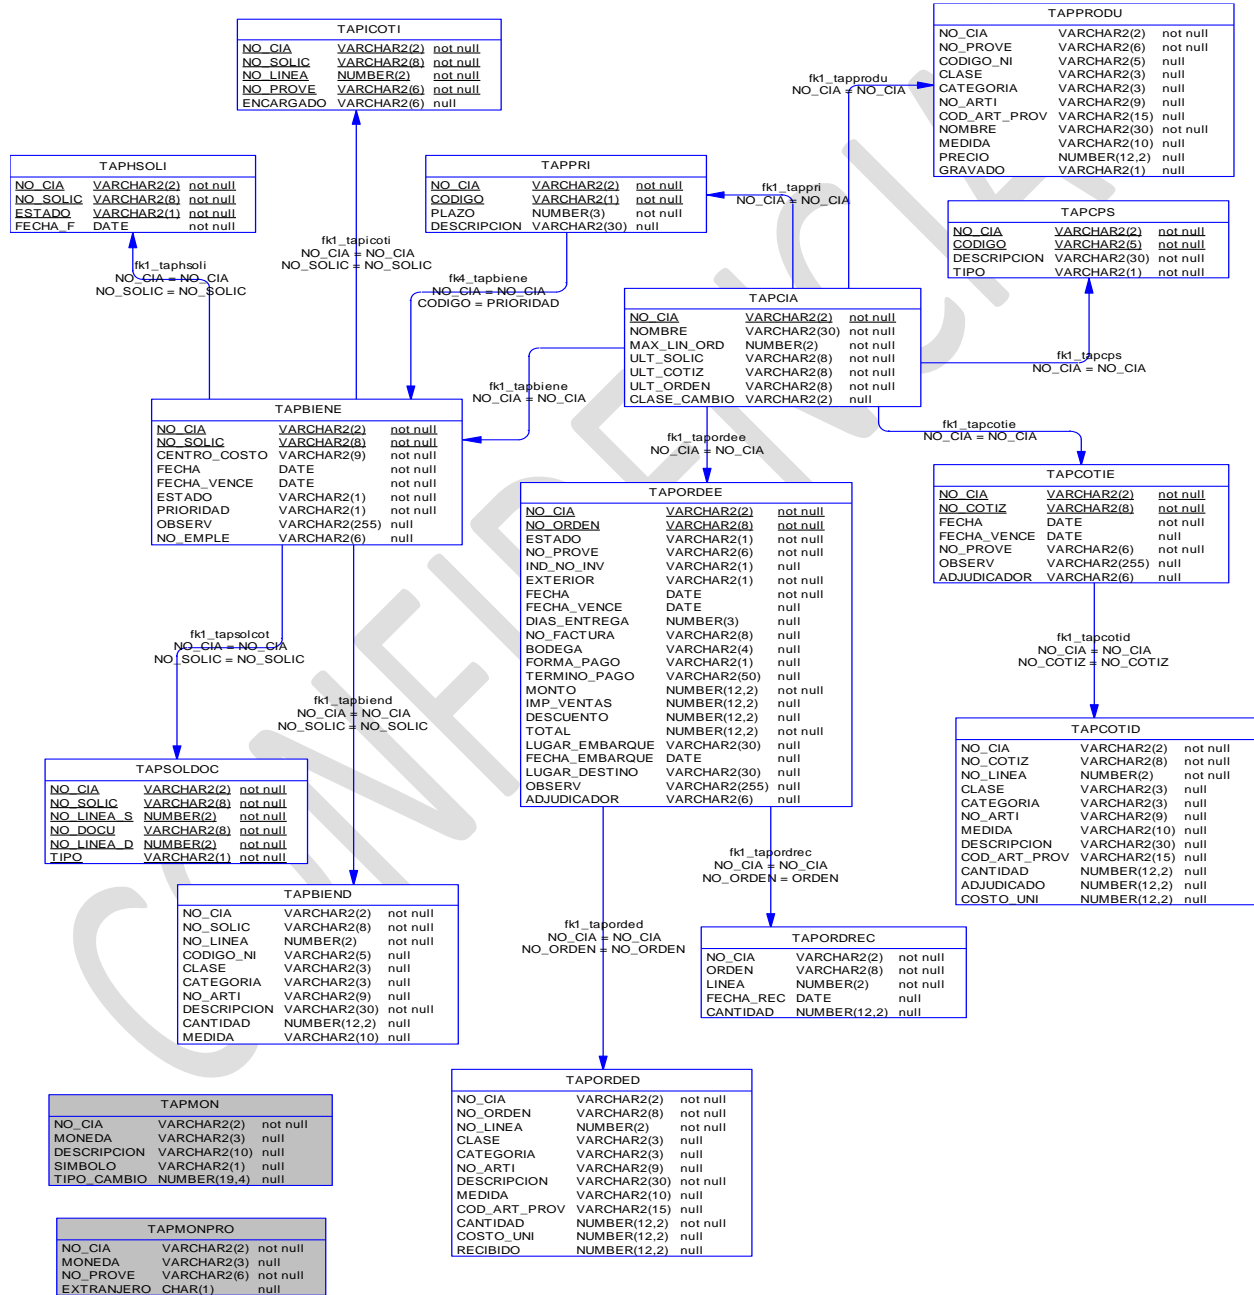 TAPICOTI
NO_CIA VARCHAR2(2) not null
NO_SOLIC VARCHAR2(8) not null
NO_LINEA NUMBER(2) not null
NO_PROVE VARCHAR2(6) not null
ENCARGADO VARCHAR2(6) null
TAPPRODU
NO_CIA VARCHAR2(2) not null
NO_PROVE VARCHAR2(6) not null
CODIGO_NI VARCHAR2(5) null
CLASE VARCHAR2(3) null
CATEGORIA VARCHAR2(3) null
NO_ARTI VARCHAR2(9) null
COD_ART_PROV VARCHAR2(15) null
NOMBRE VARCHAR2(30) not null
MEDIDA VARCHAR2(10) null
PRECIO NUMBER(12,2) null
GRAVADO VARCHAR2(1) null
fk1_tapprodu
NO_CIA = NO_CIA
TAPHSOLI
NO_CIA VARCHAR2(2) not null
NO_SOLIC VARCHAR2(8) not null
ESTADO VARCHAR2(1) not null
FECHA_F DATE not null
TAPPRI
NO_CIA VARCHAR2(2) not null
CODIGO VARCHAR2(1) not null
PLAZO NUMBER(3) not null
DESCRIPCION VARCHAR2(30) null
fk1_tappri
NO_CIA = NO_CIA
TAPCPS
NO_CIA VARCHAR2(2) not null
CODIGO VARCHAR2(5) not null
DESCRIPCION VARCHAR2(30) not null
TIPO VARCHAR2(1) not null
fk1_taphsoli
NO_CIA = NO_CIA
NO_SOLIC = NO_SOLIC
fk1_tapicoti
NO_CIA = NO_CIA
NO_SOLIC = NO_SOLIC
fk4_tapbiene
NO_CIA = NO_CIA
CODIGO = PRIORIDAD
TAPCIA
NO_CIA VARCHAR2(2) not null
NOMBRE VARCHAR2(30) not null
MAX_LIN_ORD NUMBER(2) not null
ULT_SOLIC VARCHAR2(8) not null
ULT_COTIZ VARCHAR2(8) not null
ULT_ORDEN VARCHAR2(8) not null
CLASE_CAMBIO VARCHAR2(2) null
fk1_tapcps
NO_CIA = NO_CIA
fk1_tapbiene
NO_CIA = NO_CIA
TAPBIENE
NO_CIA VARCHAR2(2) not null
NO_SOLIC VARCHAR2(8) not null
CENTRO_COSTO VARCHAR2(9) not null
FECHA DATE not null
FECHA_VENCE DATE not null
ESTADO VARCHAR2(1) not null
PRIORIDAD VARCHAR2(1) not null
OBSERV VARCHAR2(255) null
NO_EMPLE VARCHAR2(6) null
fk1_tapordee
NO_CIA = NO_CIA
fk1_tapcotie
NO_CIA = NO_CIA
TAPCOTIE
NO_CIA VARCHAR2(2) not null
NO_COTIZ VARCHAR2(8) not null
FECHA DATE not null
FECHA_VENCE DATE null
NO_PROVE VARCHAR2(6) not null
OBSERV VARCHAR2(255) null
ADJUDICADOR VARCHAR2(6) null
TAPORDEE
NO_CIA VARCHAR2(2) not null
NO_ORDEN VARCHAR2(8) not null
ESTADO VARCHAR2(1) not null
NO_PROVE VARCHAR2(6) not null
IND_NO_INV VARCHAR2(1) null
EXTERIOR VARCHAR2(1) not null
FECHA DATE not null
FECHA_VENCE DATE null
DIAS_ENTREGA NUMBER(3) null
NO_FACTURA VARCHAR2(8) null
BODEGA VARCHAR2(4) null
FORMA_PAGO VARCHAR2(1) null
TERMINO_PAGO VARCHAR2(50) null
MONTO NUMBER(12,2) not null
IMP_VENTAS NUMBER(12,2) null
DESCUENTO NUMBER(12,2) null
TOTAL NUMBER(12,2) not null
LUGAR_EMBARQUE VARCHAR2(30) null
FECHA_EMBARQUE DATE null
LUGAR_DESTINO VARCHAR2(30) null
OBSERV VARCHAR2(255) null
ADJUDICADOR VARCHAR2(6) null
fk1_tapsolcot
NO_CIA = NO_CIA
NO_SOLIC = NO_SOLIC
fk1_tapcotid
NO_CIA = NO_CIA
NO_COTIZ = NO_COTIZ
fk1_tapbiend
NO_CIA = NO_CIA
NO_SOLIC = NO_SOLIC
TAPCOTID
NO_CIA VARCHAR2(2) not null
NO_COTIZ VARCHAR2(8) not null
NO_LINEA NUMBER(2) not null
CLASE VARCHAR2(3) null
CATEGORIA VARCHAR2(3) null
NO_ARTI VARCHAR2(9) null
MEDIDA VARCHAR2(10) null
DESCRIPCION VARCHAR2(30) null
COD_ART_PROV VARCHAR2(15) null
CANTIDAD NUMBER(12,2) null
ADJUDICADO NUMBER(12,2) null
COSTO_UNI NUMBER(12,2) null
TAPSOLDOC
NO_CIA VARCHAR2(2) not null
NO_SOLIC VARCHAR2(8) not null
NO_LINEA_S NUMBER(2) not null
NO_DOCU VARCHAR2(8) not null
NO_LINEA_D NUMBER(2) not null
TIPO VARCHAR2(1) not null
fk1_tapordrec
NO_CIA = NO_CIA
NO_ORDEN = ORDEN
TAPBIEND
NO_CIA VARCHAR2(2) not null
NO_SOLIC VARCHAR2(8) not null
NO_LINEA NUMBER(2) not null
CODIGO_NI VARCHAR2(5) null
CLASE VARCHAR2(3) null
CATEGORIA VARCHAR2(3) null
NO_ARTI VARCHAR2(9) null
DESCRIPCION VARCHAR2(30) not null
CANTIDAD NUMBER(12,2) null
MEDIDA VARCHAR2(10) null
fk1_taporded
NO_CIA = NO_CIA
NO_ORDEN = NO_ORDEN
TAPORDREC
NO_CIA VARCHAR2(2) not null
ORDEN VARCHAR2(8) not null
LINEA NUMBER(2) not null
FECHA_REC DATE null
CANTIDAD NUMBER(12,2) null
TAPORDED
NO_CIA VARCHAR2(2) not null
NO_ORDEN VARCHAR2(8) not null
NO_LINEA NUMBER(2) not null
CLASE VARCHAR2(3) null
CATEGORIA VARCHAR2(3) null
NO_ARTI VARCHAR2(9) null
DESCRIPCION VARCHAR2(30) not null
MEDIDA VARCHAR2(10) null
COD_ART_PROV VARCHAR2(15) null
CANTIDAD NUMBER(12,2) not null
COSTO_UNI NUMBER(12,2) null
RECIBIDO NUMBER(12,2) null
TAPMON
NO_CIA VARCHAR2(2) not null
MONEDA VARCHAR2(3) null
DESCRIPCION VARCHAR2(10) null
SIMBOLO VARCHAR2(1) null
TIPO_CAMBIO NUMBER(19,4) null
TAPMONPRO
NO_CIA VARCHAR2(2) not null
MONEDA VARCHAR2(3) null
NO_PROVE VARCHAR2(6) not null
EXTRANJERO CHAR(1) null
CONFIDENCIAL